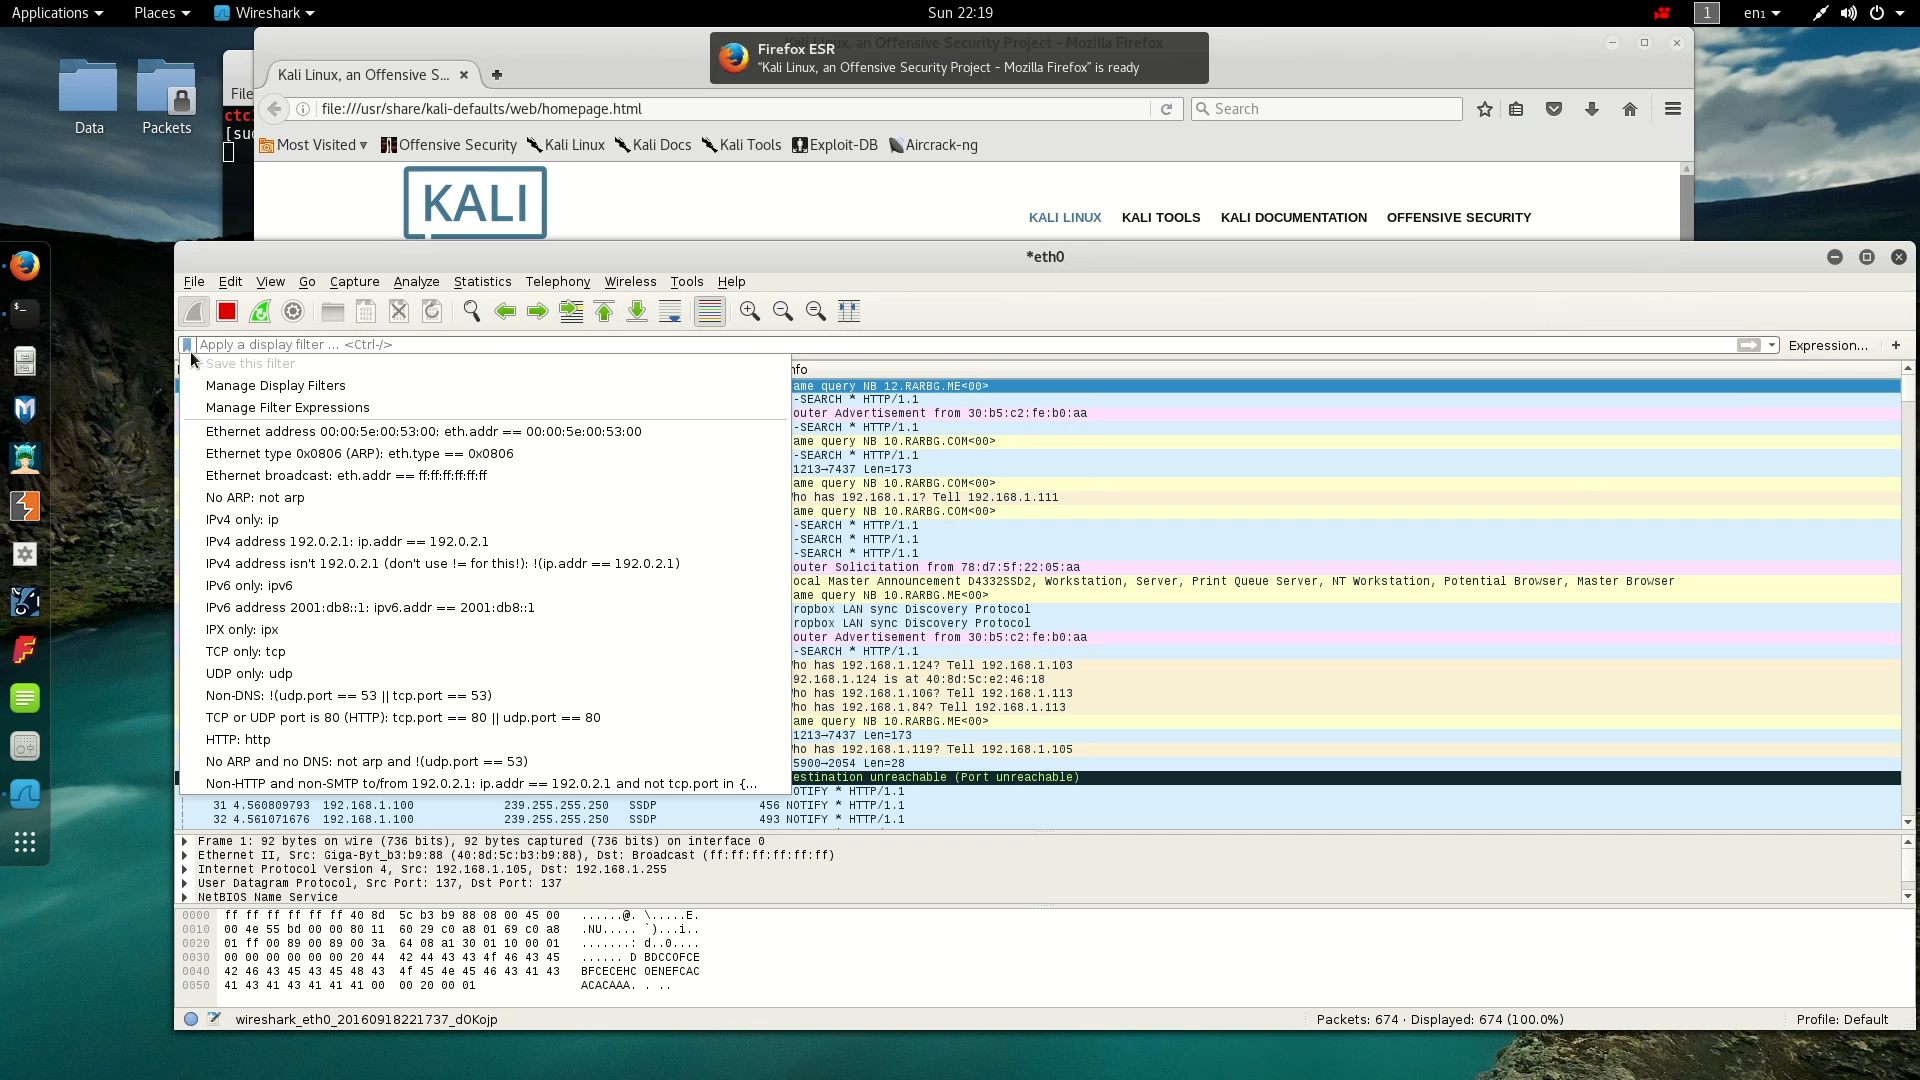 Applications Places Wireshark Sun 22:19 1 en₁
Kali Linux, an Offensive Security Project - Mozilla Firefox
Firefox ESR
“Kali Linux, an Offensive Security Project - Mozilla Firefox” is ready
Data
Packets
File
Kali Linux, an Offensive S...
file:///usr/share/kali-defaults/web/homepage.html
Search
Most Visited Offensive Security Kali Linux Kali Docs Kali Tools Exploit-DB Aircrack-ng
KALI
KALI LINUX KALI TOOLS KALI DOCUMENTATION OFFENSIVE SECURITY
*eth0
File Edit View Go Capture Analyze Statistics Telephony Wireless Tools Help
Apply a display filter ... <Ctrl-/> Expression... +
Save this filter
Manage Display Filters
Manage Filter Expressions
Ethernet address 00:00:5e:00:53:00: eth.addr == 00:00:5e:00:53:00
Ethernet type 0x0806 (ARP): eth.type == 0x0806
Ethernet broadcast: eth.addr == ff:ff:ff:ff:ff:ff
No ARP: not arp
IPv4 only: ip
IPv4 address 192.0.2.1: ip.addr == 192.0.2.1
IPv4 address isn't 192.0.2.1 (don't use != for this!): !(ip.addr == 192.0.2.1)
IPv6 only: ipv6
IPv6 address 2001:db8::1: ipv6.addr == 2001:db8::1
IPX only: ipx
TCP only: tcp
UDP only: udp
Non-DNS: !(udp.port == 53 || tcp.port == 53)
TCP or UDP port is 80 (HTTP): tcp.port == 80 || udp.port == 80
HTTP: http
No ARP and no DNS: not arp and !(udp.port == 53)
Non-HTTP and non-SMTP to/from 192.0.2.1: ip.addr == 192.0.2.1 and not tcp.port in {...
nfo
ame query NB 12.RARBG.ME<00>
-SEARCH * HTTP/1.1
outer Advertisement from 30:b5:c2:fe:b0:aa
-SEARCH * HTTP/1.1
ame query NB 10.RARBG.COM<00>
-SEARCH * HTTP/1.1
1213→7437 Len=173
ame query NB 10.RARBG.COM<00>
ho has 192.168.1.1? Tell 192.168.1.111
ame query NB 10.RARBG.COM<00>
-SEARCH * HTTP/1.1
-SEARCH * HTTP/1.1
-SEARCH * HTTP/1.1
outer Solicitation from 78:d7:5f:22:05:aa
ocal Master Announcement D4332SSD2, Workstation, Server, Print Queue Server, NT Workstation, Potential Browser, Master Browser
ame query NB 10.RARBG.ME<00>
ropbox LAN sync Discovery Protocol
ropbox LAN sync Discovery Protocol
outer Advertisement from 30:b5:c2:fe:b0:aa
-SEARCH * HTTP/1.1
ho has 192.168.1.124? Tell 192.168.1.103
92.168.1.124 is at 40:8d:5c:e2:46:18
ho has 192.168.1.106? Tell 192.168.1.113
ho has 192.168.1.84? Tell 192.168.1.113
ame query NB 10.RARBG.ME<00>
1213→7437 Len=173
ho has 192.168.1.119? Tell 192.168.1.105
5900→2054 Len=28
estination unreachable (Port unreachable)
OTIFY * HTTP/1.1
31 4.560809793 192.168.1.100 239.255.255.250 SSDP 456 NOTIFY * HTTP/1.1
32 4.561071676 192.168.1.100 239.255.255.250 SSDP 493 NOTIFY * HTTP/1.1
Frame 1: 92 bytes on wire (736 bits), 92 bytes captured (736 bits) on interface 0
Ethernet II, Src: Giga-Byt_b3:b9:88 (40:8d:5c:b3:b9:88), Dst: Broadcast (ff:ff:ff:ff:ff:ff)
Internet Protocol Version 4, Src: 192.168.1.105, Dst: 192.168.1.255
User Datagram Protocol, Src Port: 137, Dst Port: 137
NetBIOS Name Service
0000 ff ff ff ff ff ff 40 8d 5c b3 b9 88 08 00 45 00 ......@. \.....E.
0010 00 4e 55 bd 00 00 80 11 60 29 c0 a8 01 69 c0 a8 .NU..... `)...i..
0020 01 ff 00 89 00 89 00 3a 64 08 a1 30 01 10 00 01 .......: d..0....
0030 00 00 00 00 00 00 20 44 42 44 43 43 4f 46 43 45 ...... D BDCCOFCE
0040 42 46 43 45 43 45 48 43 4f 45 4e 45 46 43 41 43 BFCECEHC OENEFCAC
0050 41 43 41 43 41 41 41 00 00 20 00 01 ACACAAA. . ..
wireshark_eth0_20160918221737_dOKojp Packets: 674 · Displayed: 674 (100.0%) Profile: Default